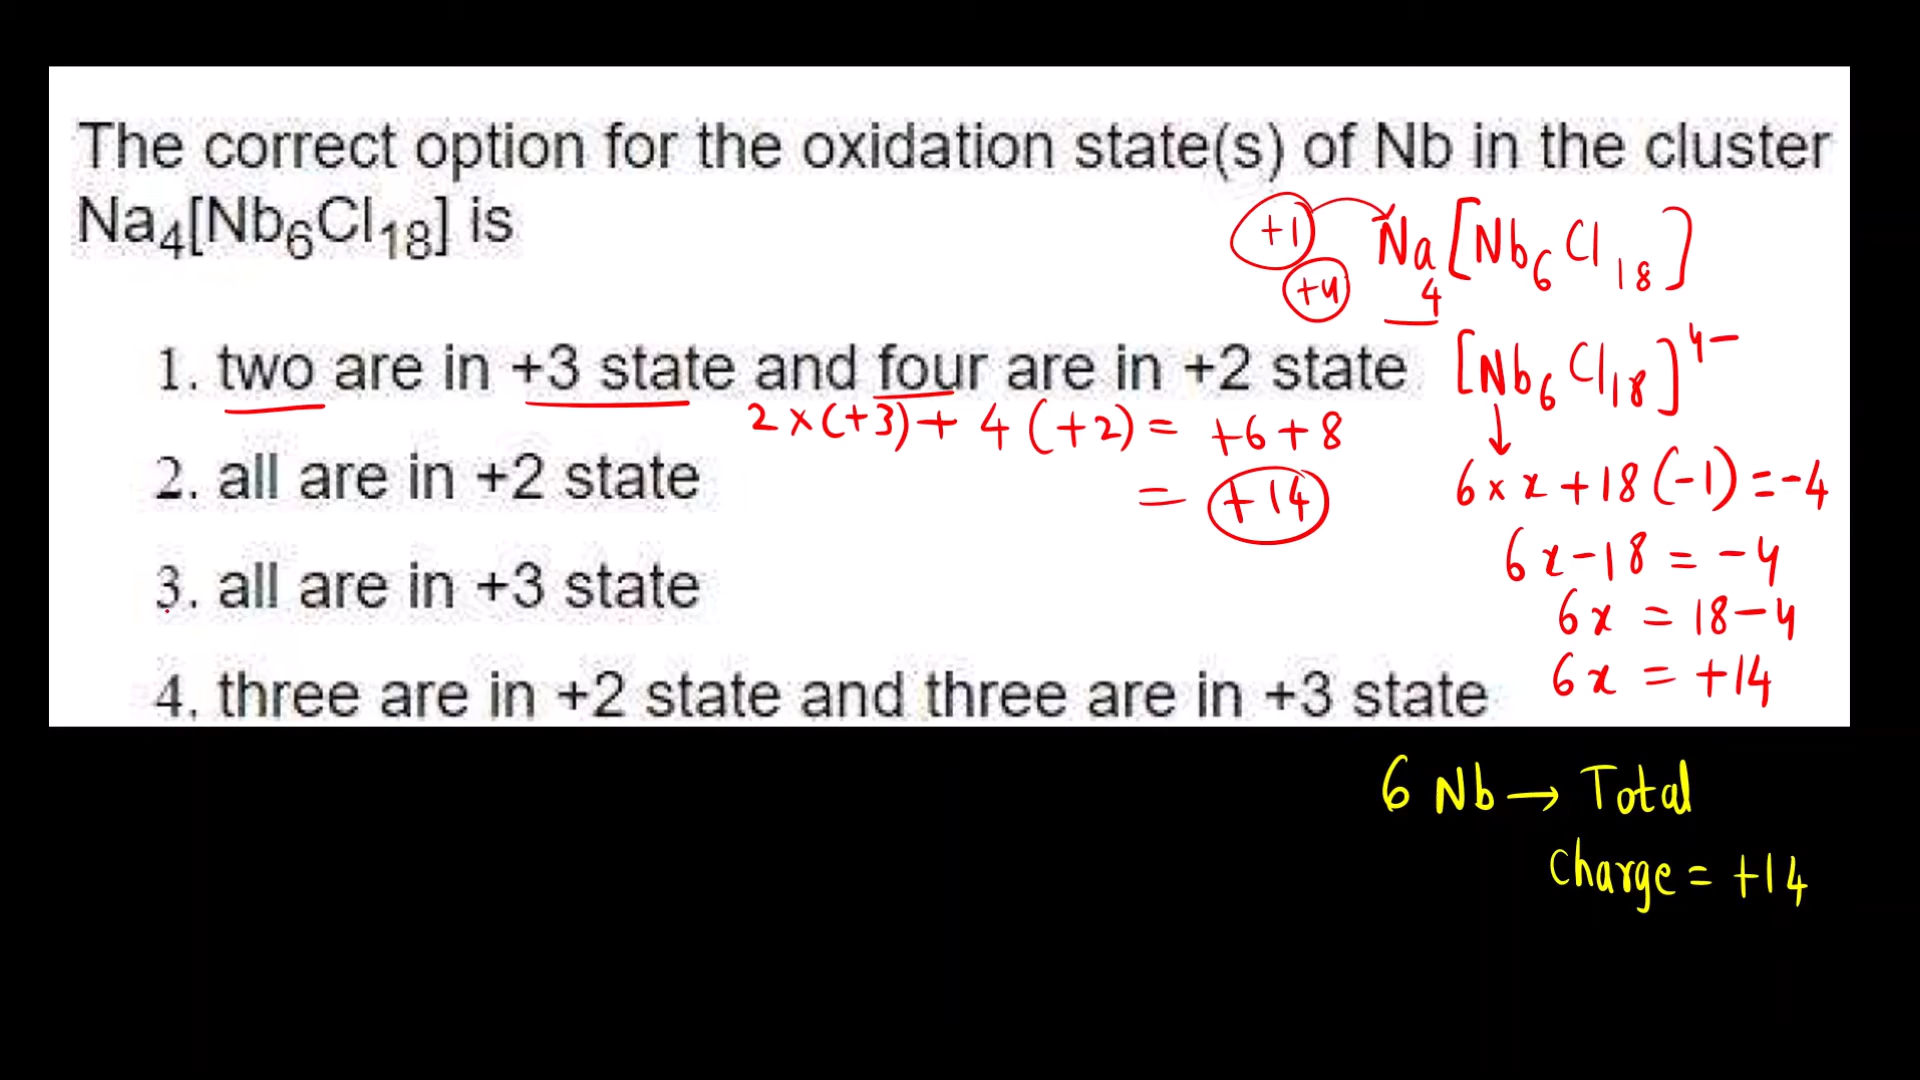 The correct option for the oxidation state(s) of Nb in the cluster
Na₄[Nb₆Cl₁₈] is
+1 Na₄[Nb₆Cl₁₈]
+4
1. two are in +3 state and four are in +2 state
[Nb₆Cl₁₈]⁴⁻
2×(+3)+4(+2)= +6+8
= +14
2. all are in +2 state
6×x+18(-1)=-4
6x-18=-4
3. all are in +3 state
6x=18-4
6x=+14
4. three are in +2 state and three are in +3 state
6 Nb→Total
Charge=+14